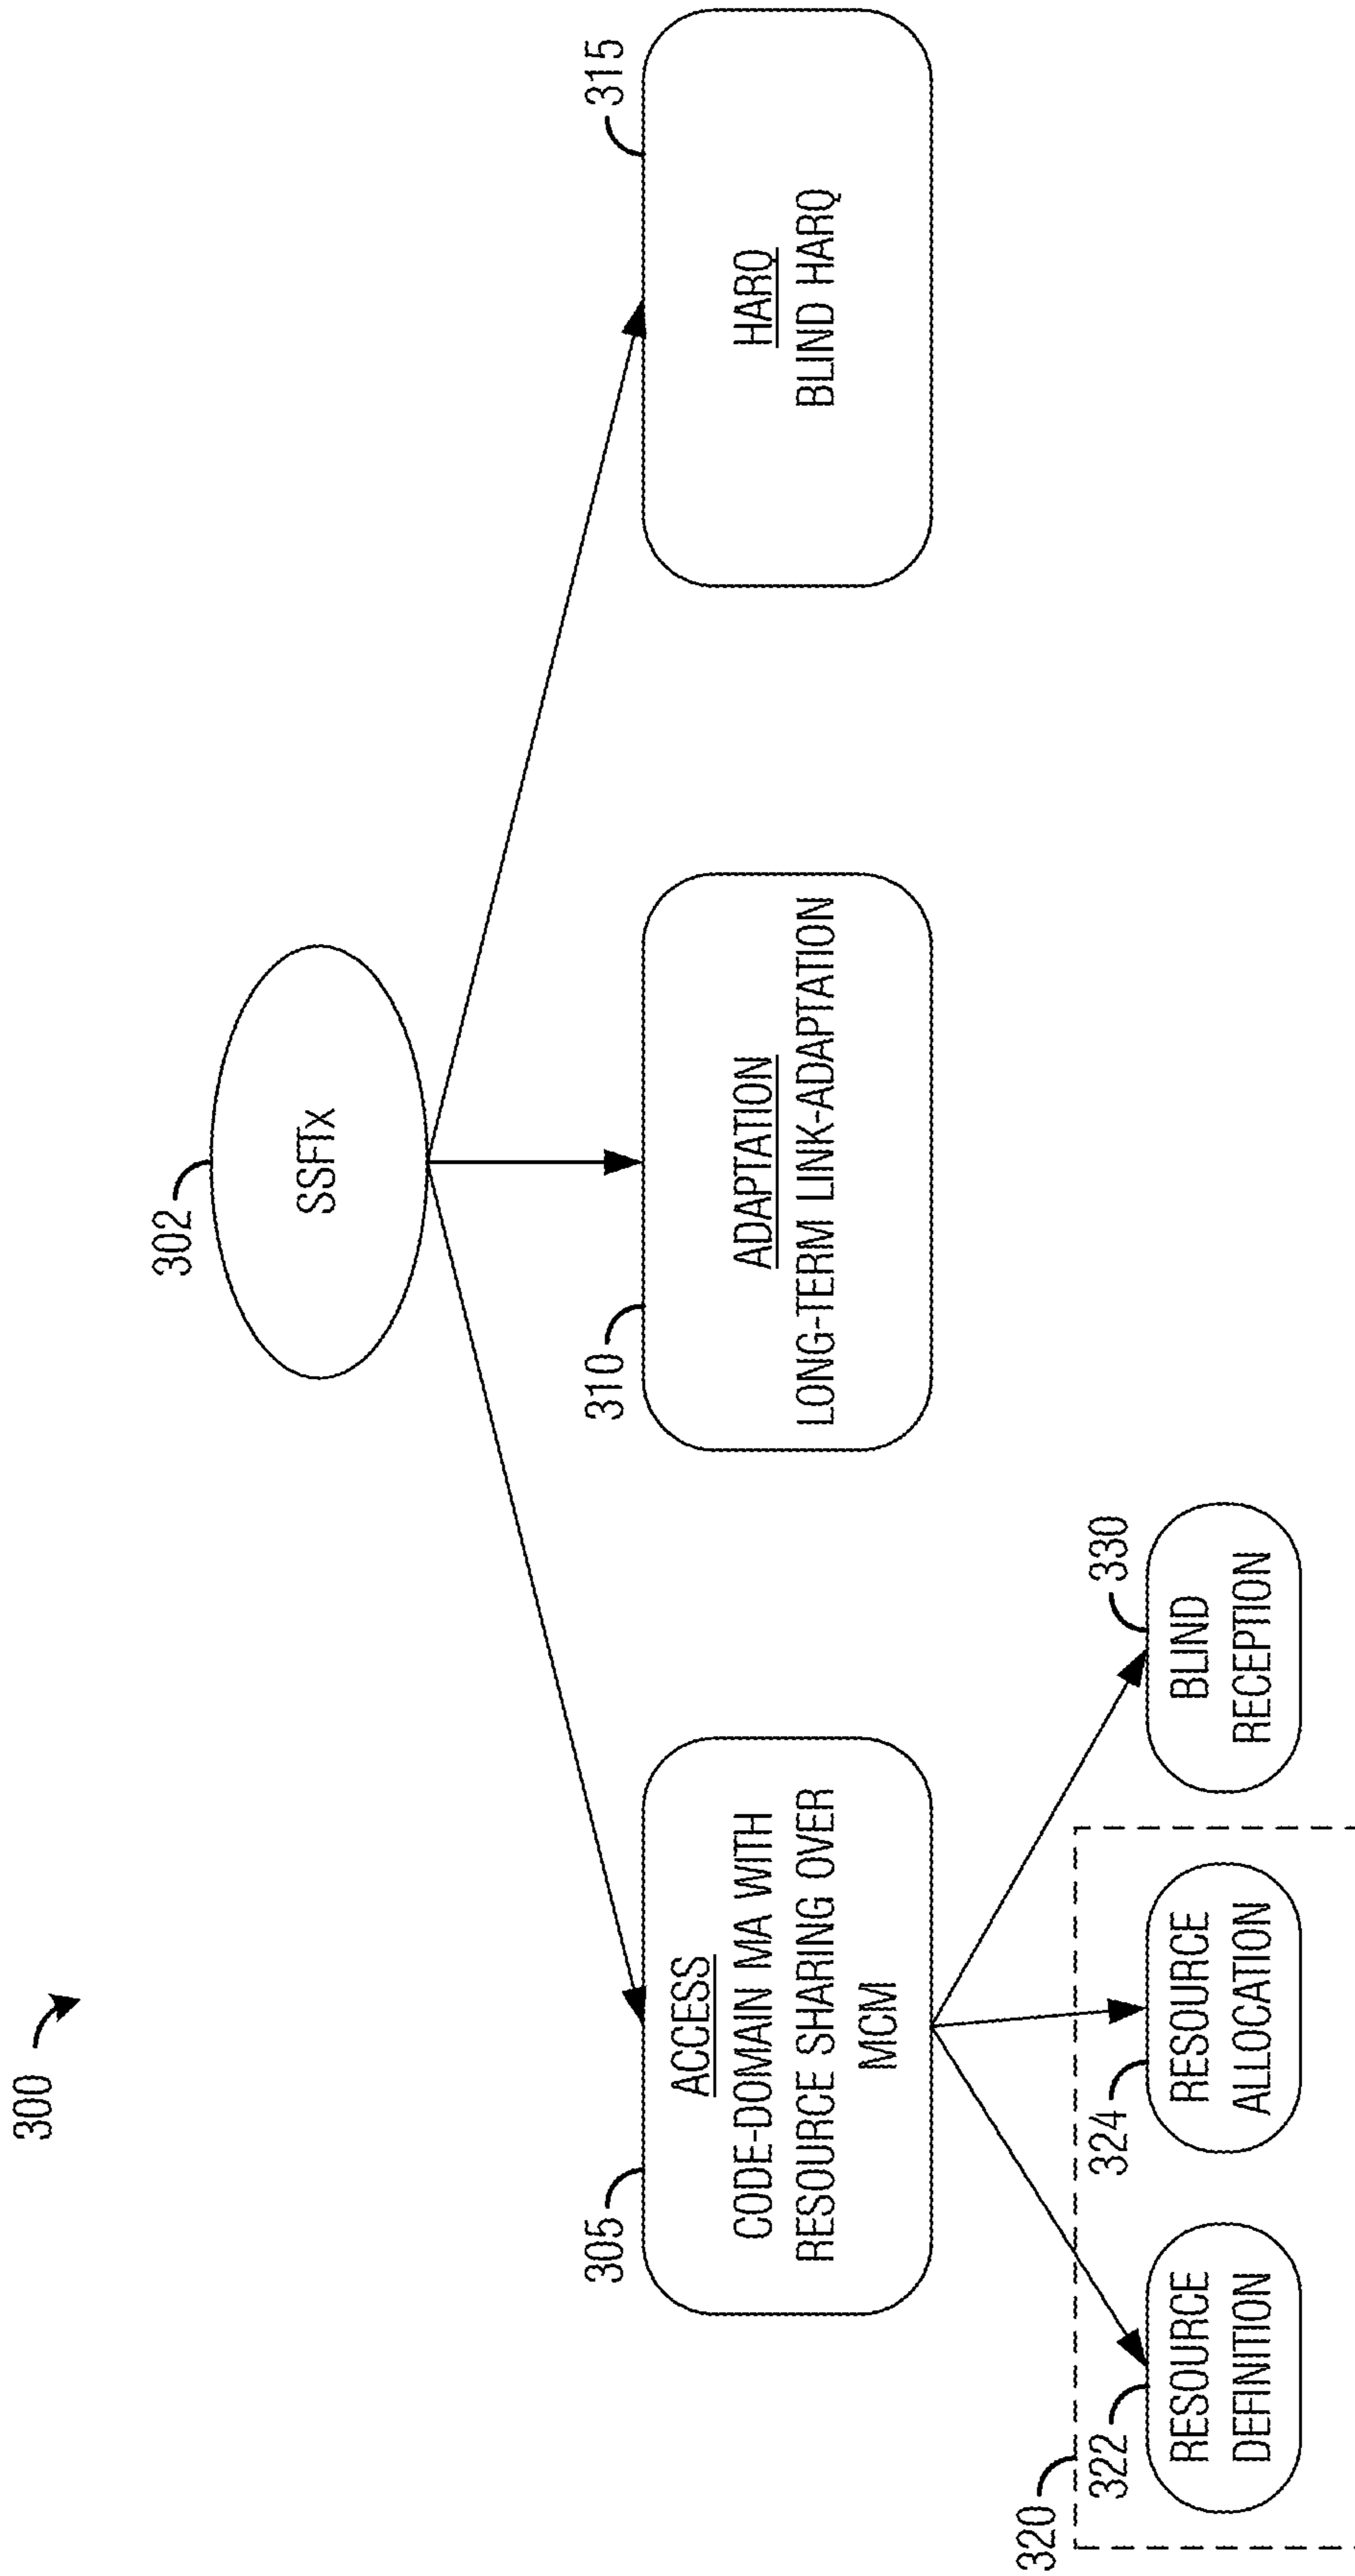 300
302
SSFTx
305
ACCESS
CODE-DOMAIN MA WITH
RESOURCE SHARING OVER
MCM
310
ADAPTATION
LONG-TERM LINK-ADAPTATION
315
HARQ
BLIND HARQ
320
322
RESOURCE
DEFINITION
324
RESOURCE
ALLOCATION
330
BLIND
RECEPTION